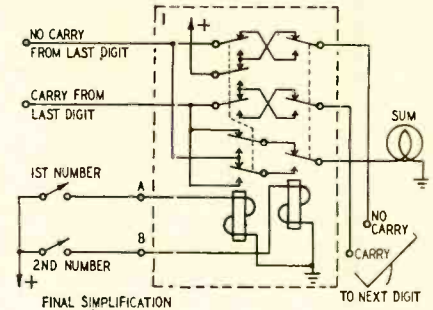 NO CARRY
FROM LAST DIGIT
CARRY FROM
LAST DIGIT
1ST NUMBER
2ND NUMBER
FINAL SIMPLIFICATION
A
B
1
+
+
SUM
NO
CARRY
CARRY
TO NEXT DIGIT